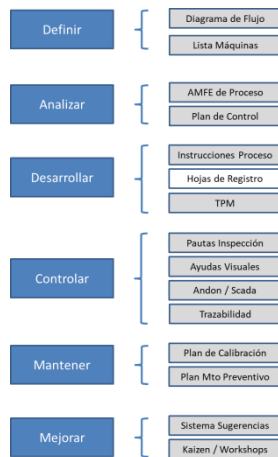 Definir
Diagrama de Flujo
Lista Máquinas
Analizar
AMFE de Proceso
Plan de Control
Desarrollar
Instrucciones Proceso
Hojas de Registro
TPM
Controlar
Pautas Inspección
Ayudas Visuales
Andon / Scada
Trazabilidad
Mantener
Plan de Calibración
Plan Mto Preventivo
Mejorar
Sistema Sugerencias
Kaizen / Workshops